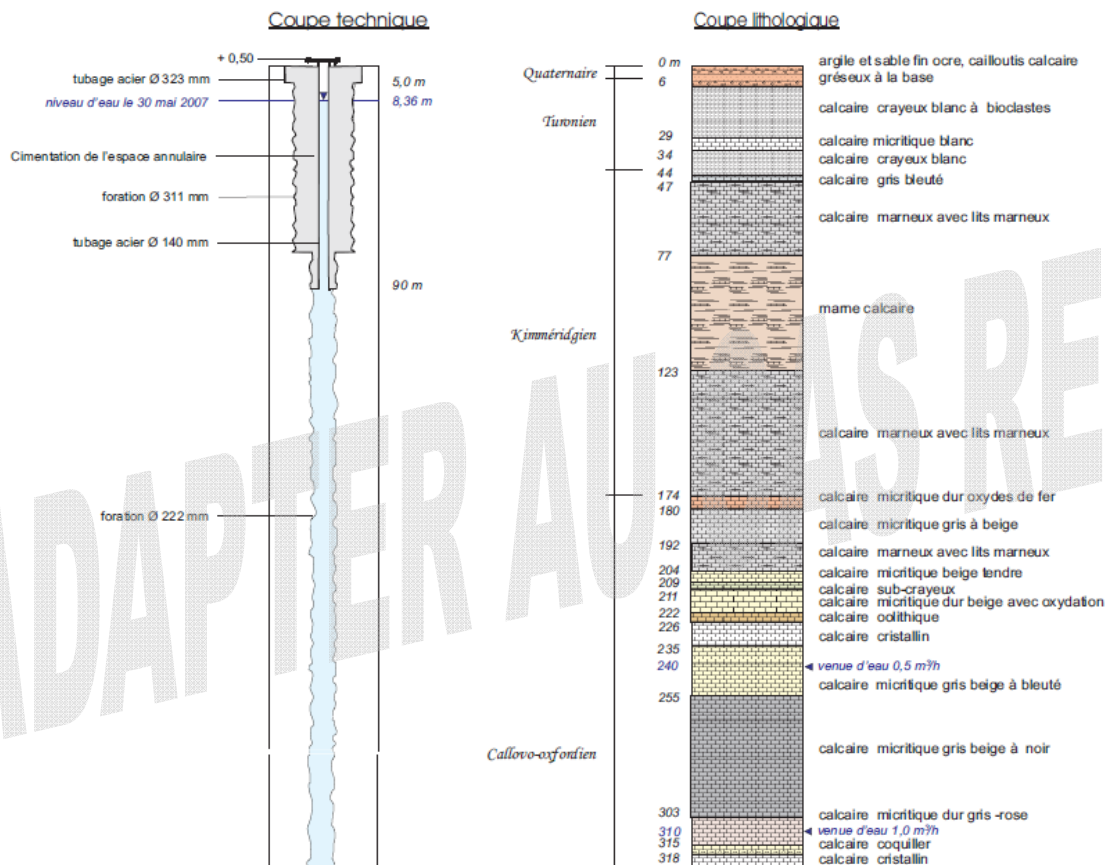 Coupe technique
+ 0,50
tubage acier Ø 323 mm
5,0 m
niveau d'eau le 30 mai 2007
8,36 m
Cimentation de l'espace annulaire
foration Ø 311 mm
tubage acier Ø 140 mm
90 m
foration Ø 222 mm
Coupe lithologique
Quaternaire
Turonien
Kimméridgien
Callovo-oxfordien
0 m
argile et sable fin ocre, cailloutis calcaire
gréseux à la base
6
calcaire crayeux blanc à bioclastes
29
calcaire micritique blanc
34
calcaire crayeux blanc
44
calcaire gris bleuté
47
calcaire marneux avec lits marneux
77
marne calcaire
123
calcaire marneux avec lits marneux
174
calcaire micritique dur oxydes de fer
180
calcaire micritique gris à beige
192
calcaire marneux avec lits marneux
204
calcaire micritique beige tendre
209
calcaire sub-crayeux
211
calcaire micritique dur beige avec oxydation
222
calcaire oolithique
226
calcaire cristallin
235
240
venue d'eau 0,5 m³/h
calcaire micritique gris beige à bleuté
255
calcaire micritique gris beige à noir
303
calcaire micritique dur gris -rose
310
venue d'eau 1,0 m³/h
315
calcaire coquiller
318
calcaire cristallin
ADAPTER AU CAS RE